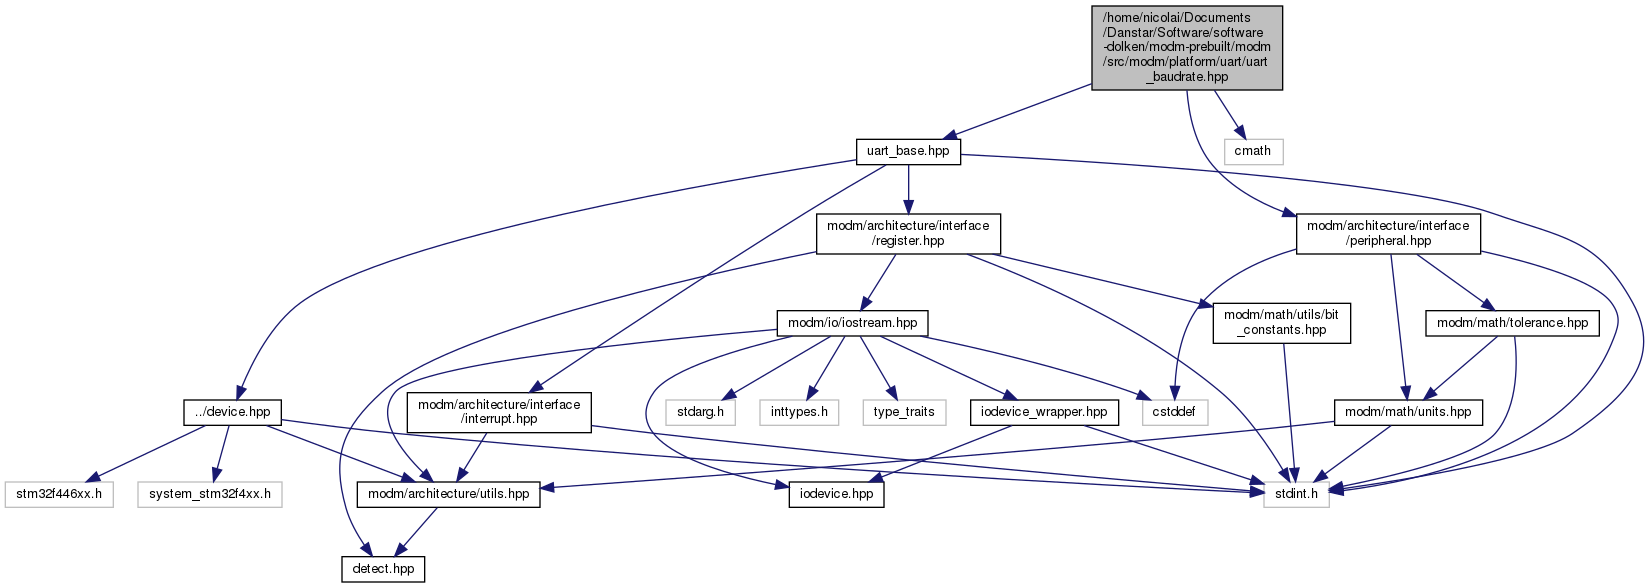 /home/nicolai/Documents
/Danstar/Software/software
-dolken/modm-prebuilt/modm
/src/modm/platform/uart/uart
_baudrate.hpp
uart_base.hpp
cmath
modm/architecture/interface
/register.hpp
modm/architecture/interface
/peripheral.hpp
modm/io/iostream.hpp
modm/math/utils/bit
_constants.hpp
modm/math/tolerance.hpp
../device.hpp
modm/architecture/interface
/interrupt.hpp
stdarg.h
inttypes.h
type_traits
iodevice_wrapper.hpp
cstddef
modm/math/units.hpp
stm32f446xx.h
system_stm32f4xx.h
modm/architecture/utils.hpp
iodevice.hpp
stdint.h
detect.hpp